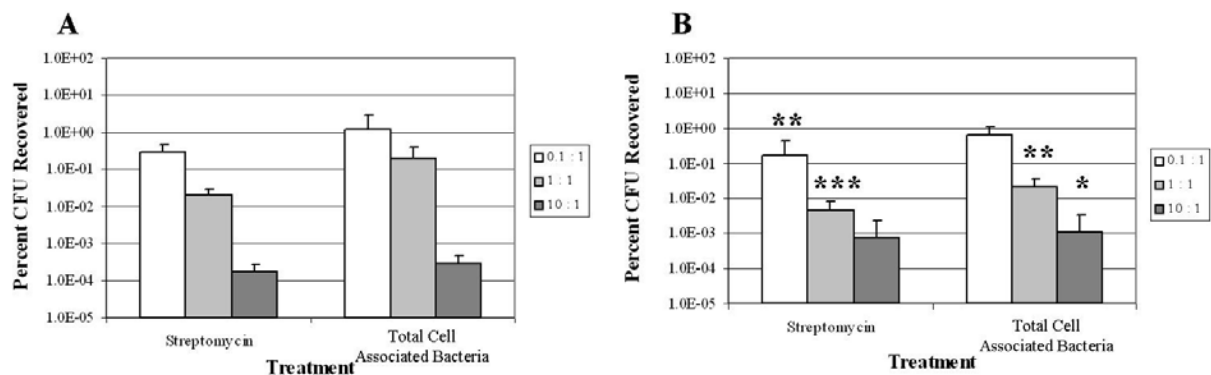 A
Percent CFU Recovered
1.0E+02
1.0E+01
1.0E+00
1.0E-01
1.0E-02
1.0E-03
1.0E-04
1.0E-05
Streptomycin
Total Cell
Associated Bacteria
Treatment
0.1 : 1
1 : 1
10 : 1
B
Percent CFU Recovered
1.0E+02
1.0E+01
1.0E+00
1.0E-01
1.0E-02
1.0E-03
1.0E-04
1.0E-05
**
***
**
*
Streptomycin
Total Cell
Associated Bacteria
Treatment
0.1 : 1
1 : 1
10 : 1